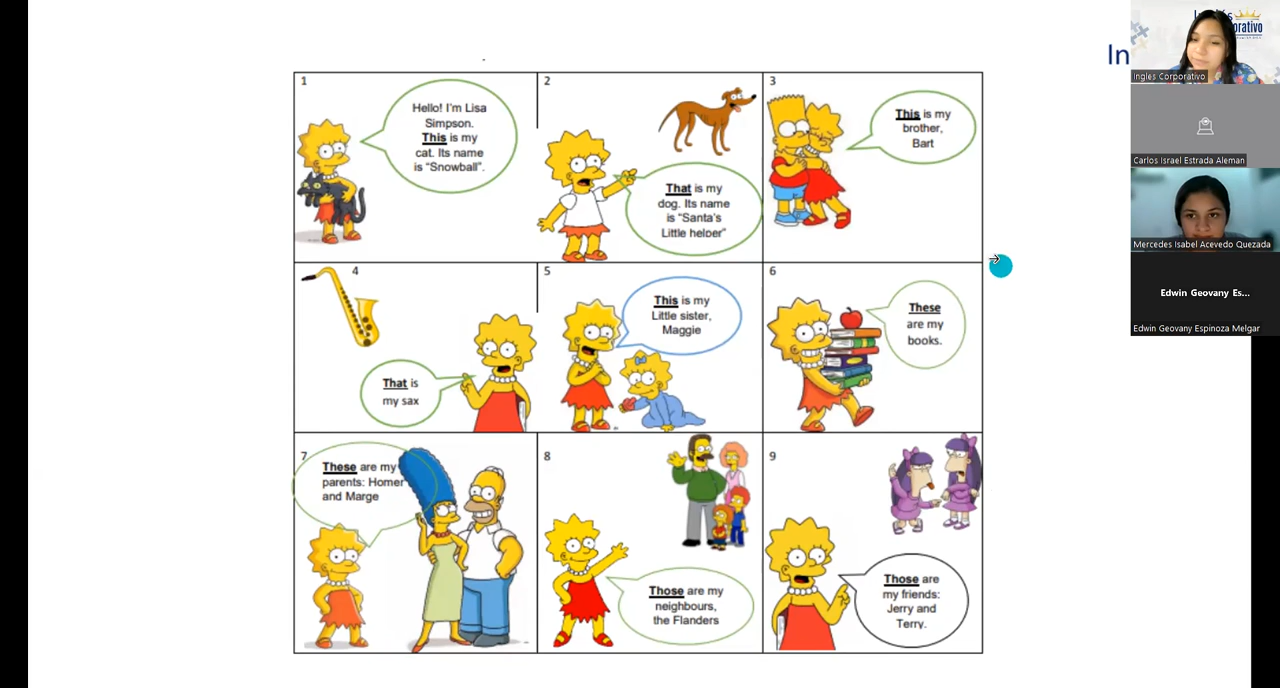 1
Hello! I'm Lisa
Simpson.
This is my
cat. Its name
is “Snowball”.
2
That is my
dog. Its name
is “Santa's
Little helper”
3
This is my
brother,
Bart
4
That is
my sax
5
This is my
Little sister,
Maggie
6
These
are my
books.
7
These are my
parents: Homer
and Marge
8
Those are my
neighbours,
the Flanders
9
Those are
my friends:
Jerry and
Terry.
In
Ingles Corporativo
Carlos Israel Estrada Aleman
Mercedes Isabel Acevedo Quezada
Edwin Geovany Es...
Edwin Geovany Espinoza Melgar